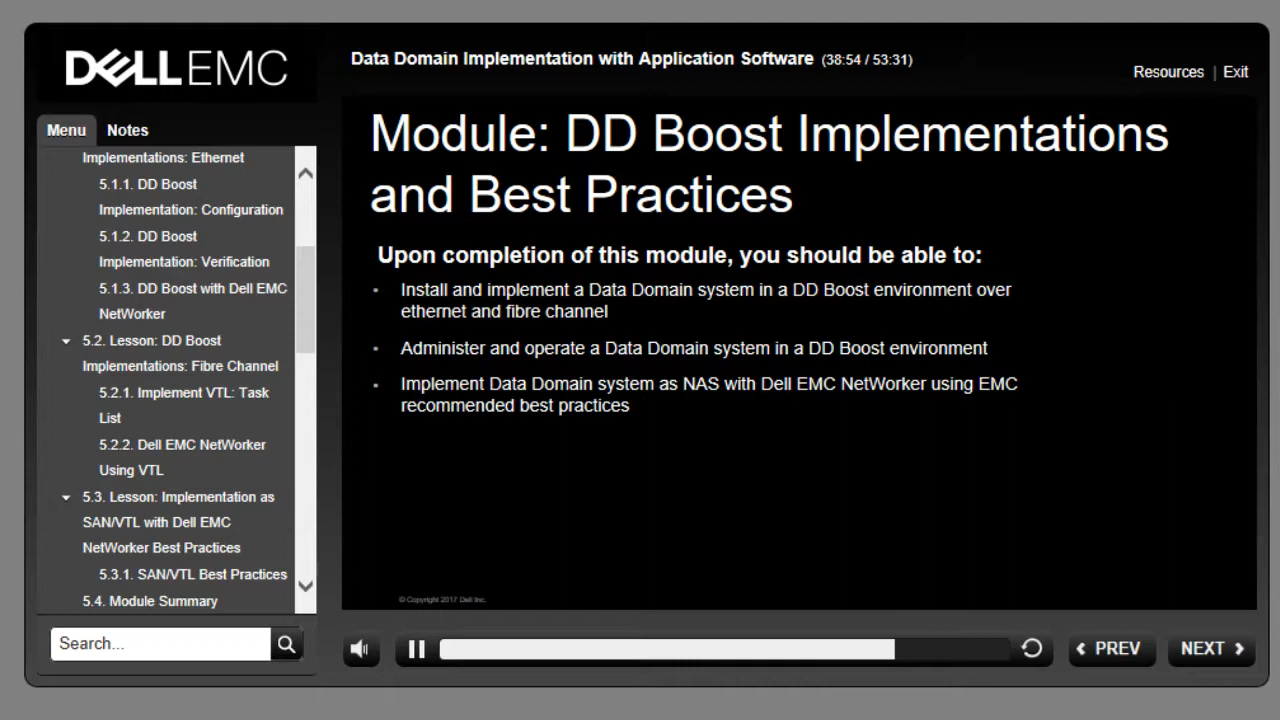 DELLEMC
Data Domain Implementation with Application Software (38:54 / 53:31)
Resources | Exit
Menu Notes
Implementations: Ethernet
5.1.1. DD Boost
Implementation: Configuration
5.1.2. DD Boost
Implementation: Verification
5.1.3. DD Boost with Dell EMC
NetWorker
5.2. Lesson: DD Boost
Implementations: Fibre Channel
5.2.1. Implement VTL: Task
List
5.2.2. Dell EMC NetWorker
Using VTL
5.3. Lesson: Implementation as
SAN/VTL with Dell EMC
NetWorker Best Practices
5.3.1. SAN/VTL Best Practices
5.4. Module Summary
Search...
Module: DD Boost Implementations
and Best Practices
Upon completion of this module, you should be able to:
• Install and implement a Data Domain system in a DD Boost environment over
ethernet and fibre channel
• Administer and operate a Data Domain system in a DD Boost environment
• Implement Data Domain system as NAS with Dell EMC NetWorker using EMC
recommended best practices
© Copyright 2017 Dell Inc.
PREV
NEXT